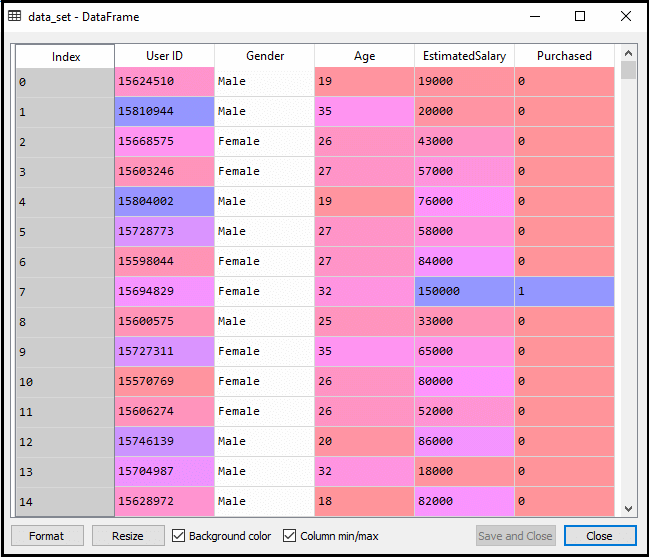 data_set - DataFrame
Index User ID Gender Age EstimatedSalary Purchased
0 15624510 Male 19 19000 0
1 15810944 Male 35 20000 0
2 15668575 Female 26 43000 0
3 15603246 Female 27 57000 0
4 15804002 Male 19 76000 0
5 15728773 Male 27 58000 0
6 15598044 Female 27 84000 0
7 15694829 Female 32 150000 1
8 15600575 Male 25 33000 0
9 15727311 Female 35 65000 0
10 15570769 Female 26 80000 0
11 15606274 Female 26 52000 0
12 15746139 Male 20 86000 0
13 15704987 Male 32 18000 0
14 15628972 Male 18 82000 0
Format Resize Background color Column min/max Save and Close Close